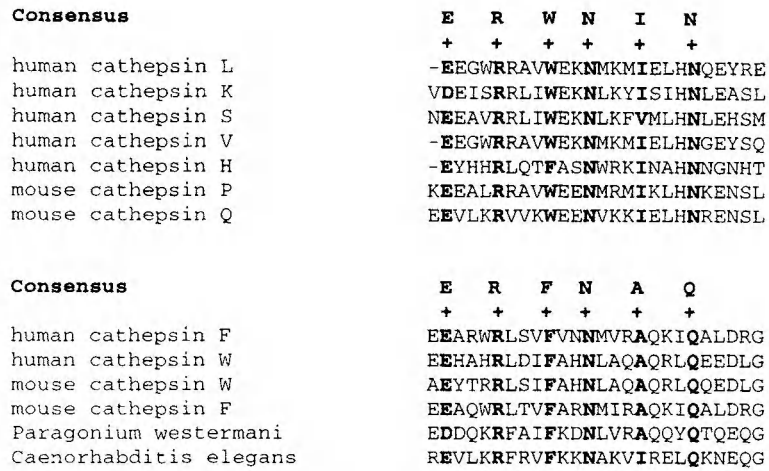 Consensus E R W N I N
+ + + + + +
human cathepsin L -EEGWRRAVWEKNMKMIELHNQEYRE
human cathepsin K VDEISRRLIWEKNLKYISIHNLEASL
human cathepsin S NEEAVRRLIWEKNLKFVMLHNLEHSM
human cathepsin V -EEGWRRAVWEKNMKMIELHNGEYSQ
human cathepsin H -EYHHRLQTFASNWRKINAHNNGNHT
mouse cathepsin P KEEALRRAVWEENMRMIKLHNKENSL
mouse cathepsin Q EEVLKRVVKWEENVKKIELHNRENSL
Consensus E R F N A Q
+ + + + + +
human cathepsin F EEARWRLSVFVNNMVRAQKIQALDRG
human cathepsin W EEHAHRLDIFAHNLAQAQRLQEEDLG
mouse cathepsin W AEYTRRLSIFAHNLAQAQRLQQEDLG
mouse cathepsin F EEAQWRLTVFARNMIRAQKIQALDRG
Paragonium westermani EDDQKRFAIFKDNLVRAQQYQTQEQG
Caenorhabditis elegans REVLKRFRVFKKNAKVIRELQKNEQG